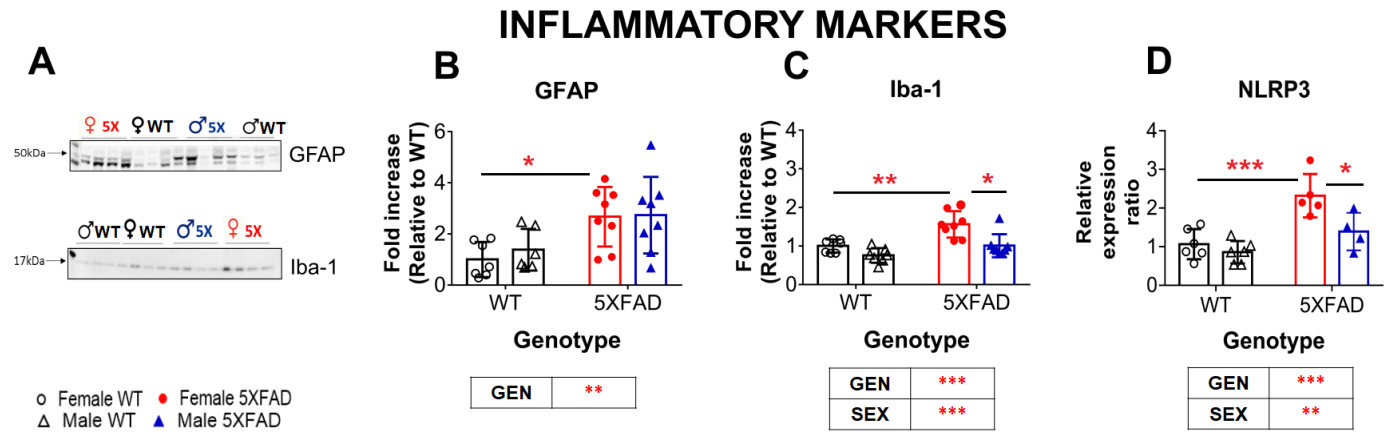 INFLAMMATORY MARKERS
A
♀ 5X ♀ WT ♂ 5X ♂ WT
50kDa
GFAP
♂ WT ♀ WT ♂ 5X ♀ 5X
17kDa
Iba-1
○ Female WT ● Female 5XFAD
△ Male WT ▲ Male 5XFAD
B
GFAP
Fold increase
(Relative to WT)
6
4
2
0
*
WT 5XFAD
Genotype
GEN **
C
Iba-1
Fold increase
(Relative to WT)
4
3
2
1
0
** *
WT 5XFAD
Genotype
GEN ***
SEX ***
D
NLRP3
Relative
expression
ratio
4
3
2
1
0
*** *
WT 5XFAD
Genotype
GEN ***
SEX **